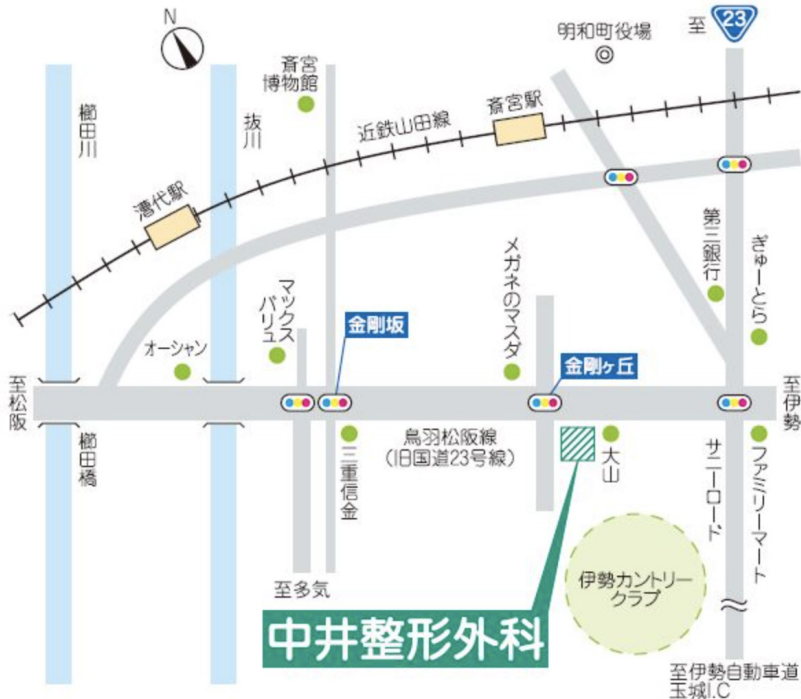 N
至
23
明和町役場
斎宮
博物館
櫛田川
抜川
近鉄山田線
斎宮駅
漕代駅
第三銀行
ぎゅーとら
メガネのマスダ
マックス
バリュ
金剛坂
オーシャン
金剛ヶ丘
至松阪
至伊勢
櫛田橋
三重信金
鳥羽松阪線
(旧国道23号線)
大山
サニーロード
ファミリーマート
伊勢カントリー
クラブ
至多気
中井整形外科
至伊勢自動車道
玉城I.C